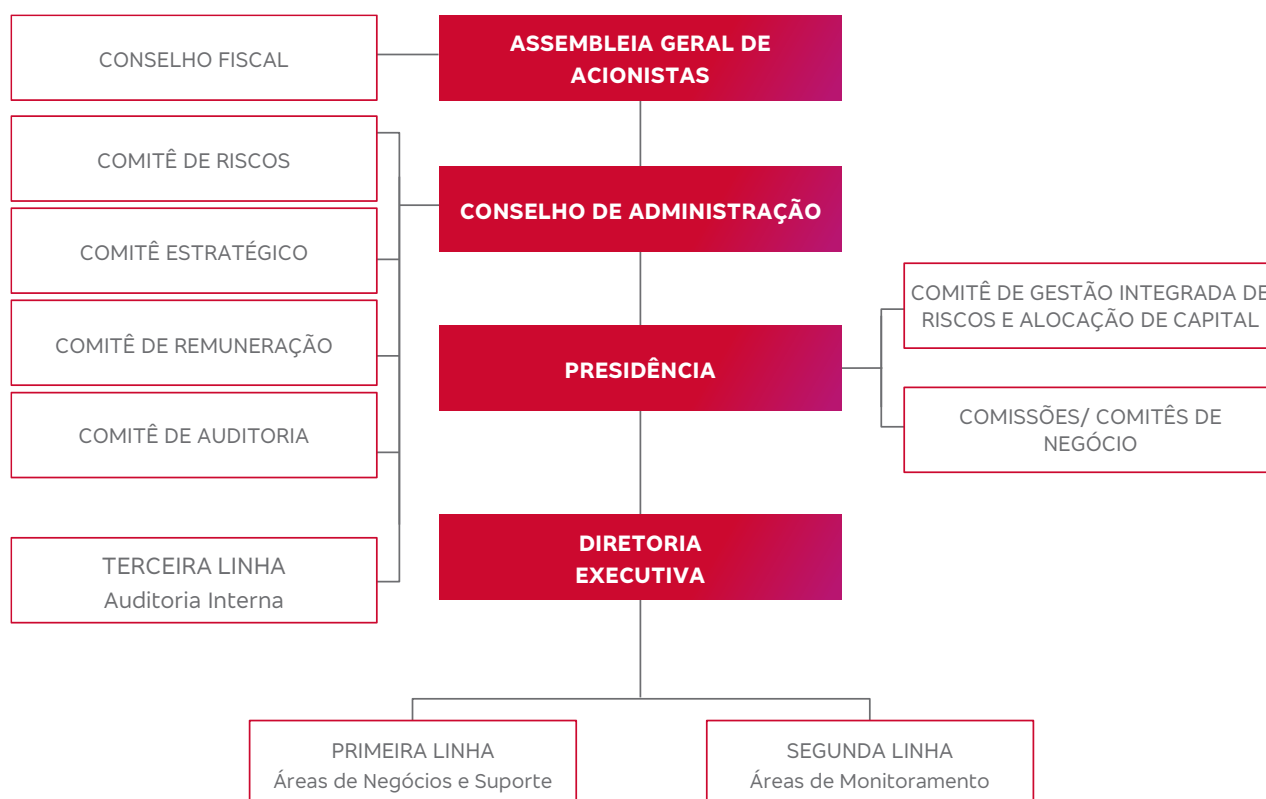 CONSELHO FISCAL
ASSEMBLEIA GERAL DE
ACIONISTAS
COMITÊ DE RISCOS
CONSELHO DE ADMINISTRAÇÃO
COMITÊ ESTRATÉGICO
COMITÊ DE GESTÃO INTEGRADA DE
RISCOS E ALOCAÇÃO DE CAPITAL
COMITÊ DE REMUNERAÇÃO
PRESIDÊNCIA
COMITÊ DE AUDITORIA
COMISSÕES/ COMITÊS DE
NEGÓCIO
TERCEIRA LINHA
Auditoria Interna
DIRETORIA
EXECUTIVA
PRIMEIRA LINHA
Áreas de Negócios e Suporte
SEGUNDA LINHA
Áreas de Monitoramento